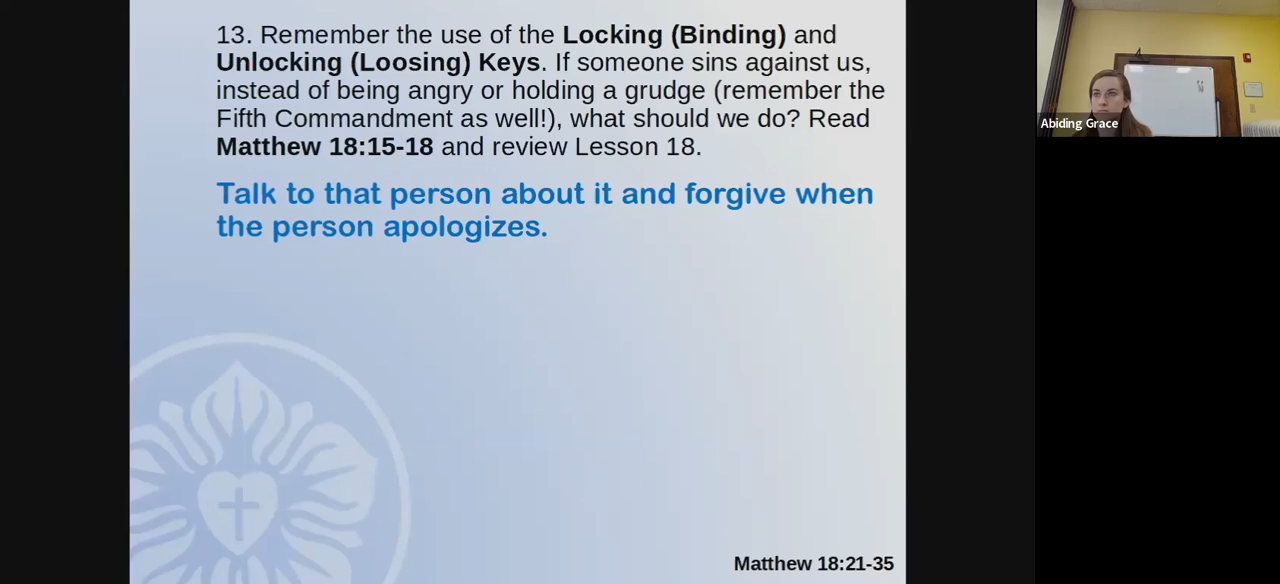 13. Remember the use of the Locking (Binding) and
Unlocking (Loosing) Keys. If someone sins against us,
instead of being angry or holding a grudge (remember the
Fifth Commandment as well!), what should we do? Read
Matthew 18:15-18 and review Lesson 18.
Talk to that person about it and forgive when
the person apologizes.
Matthew 18:21-35
Abiding Grace